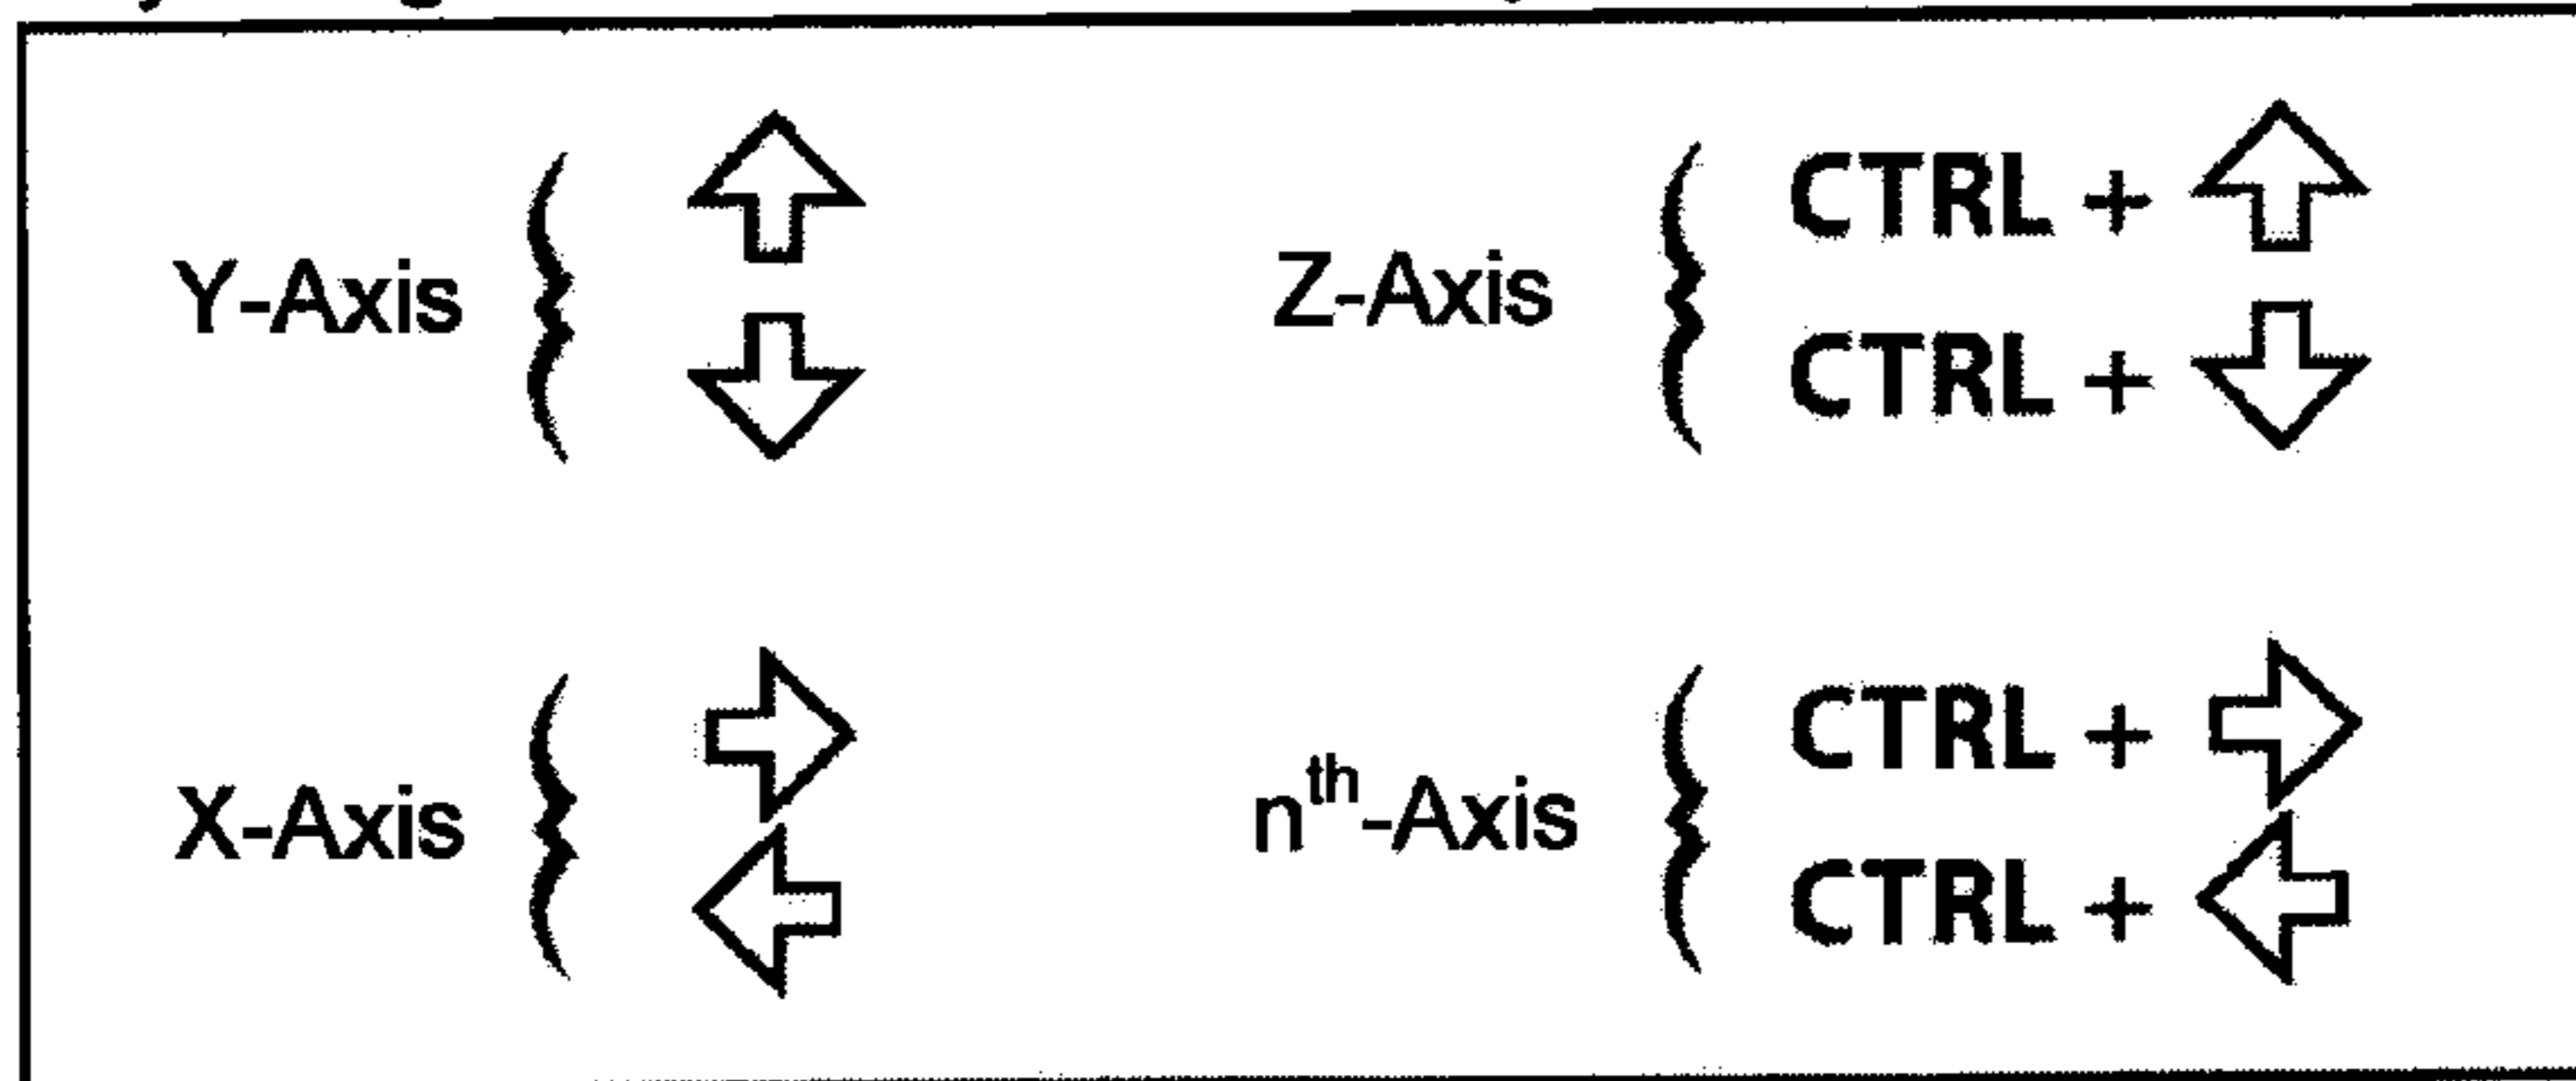 Y-Axis
CTRL +
Z-Axis
CTRL +
X-Axis
CTRL +
nth-Axis
CTRL +